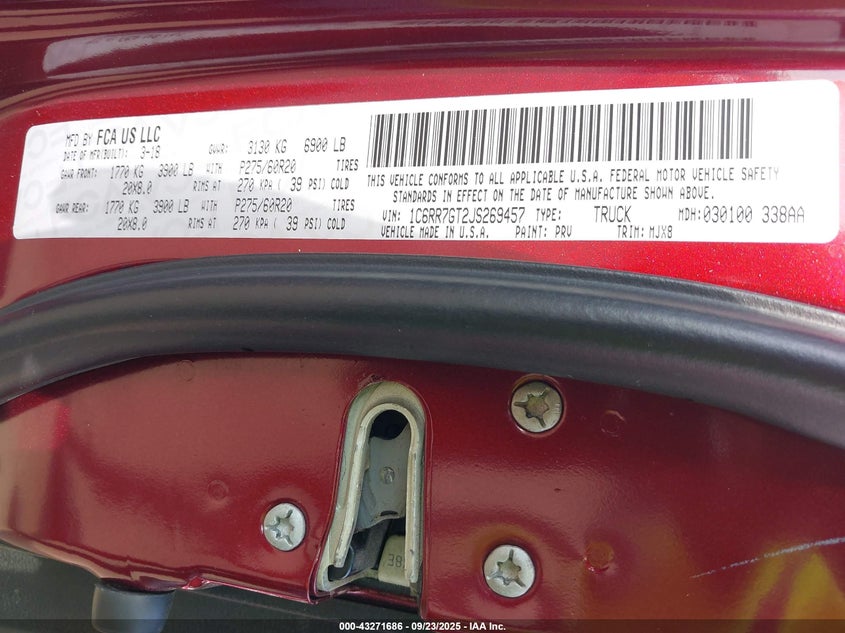 MFD BY FCA US LLC
DATE OF MFR(BUILT): 3-18 GVWR: 3130 KG 6900 LB
GAWR FRONT: 1770 KG 3900 LB WITH P275/60R20 TIRES
20X8.0 RIMS AT 270 KPA ( 39 PSI) COLD
GAWR REAR: 1770 KG 3900 LB WITH P275/60R20 TIRES
20X8.0 RIMS AT 270 KPA ( 39 PSI) COLD
THIS VEHICLE CONFORMS TO ALL APPLICABLE U.S.A. FEDERAL MOTOR VEHICLE SAFETY
STANDARDS IN EFFECT ON THE DATE OF MANUFACTURE SHOWN ABOVE.
VIN: 1C6RR7GT2JS269457 TYPE: TRUCK MDH: 030100 338AA
VEHICLE MADE IN U.S.A. PAINT: PRV TRIM: MJX9
38
000-43271686 - 09/23/2025 - IAA Inc.